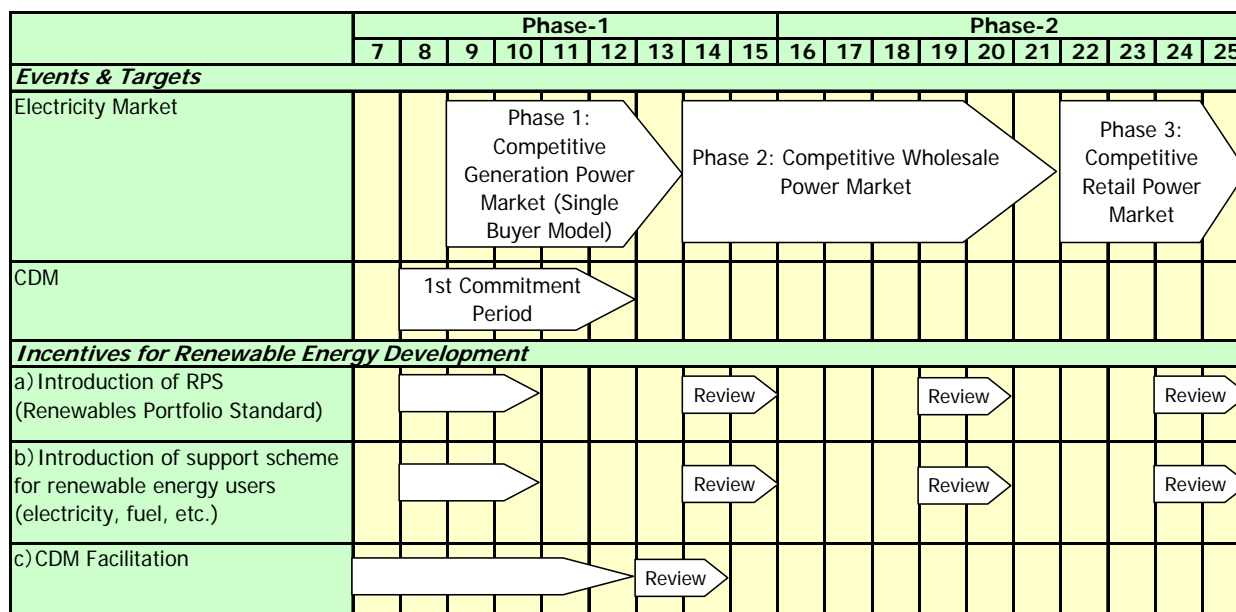 Phase-1 Phase-2
7 8 9 10 11 12 13 14 15 16 17 18 19 20 21 22 23 24 25
Events & Targets
Electricity Market
Phase 1:
Competitive
Generation Power
Market (Single
Buyer Model)
Phase 2: Competitive Wholesale
Power Market
Phase 3:
Competitive
Retail Power
Market
CDM
1st Commitment
Period
Incentives for Renewable Energy Development
a) Introduction of RPS
(Renewables Portfolio Standard)
Review Review Review
b) Introduction of support scheme
for renewable energy users
(electricity, fuel, etc.)
Review Review Review
c) CDM Facilitation
Review